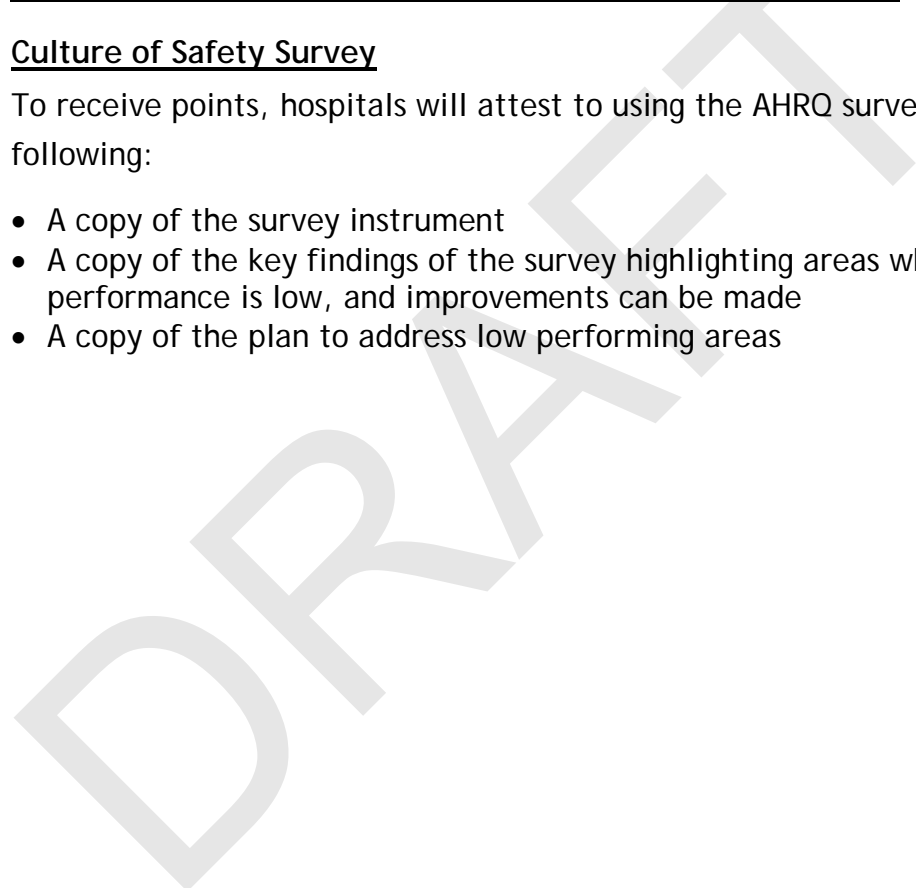 Culture of Safety Survey
To receive points, hospitals will attest to using the AHRQ surve
following:
• A copy of the survey instrument
• A copy of the key findings of the survey highlighting areas w
performance is low, and improvements can be made
• A copy of the plan to address low performing areas
DRAFT